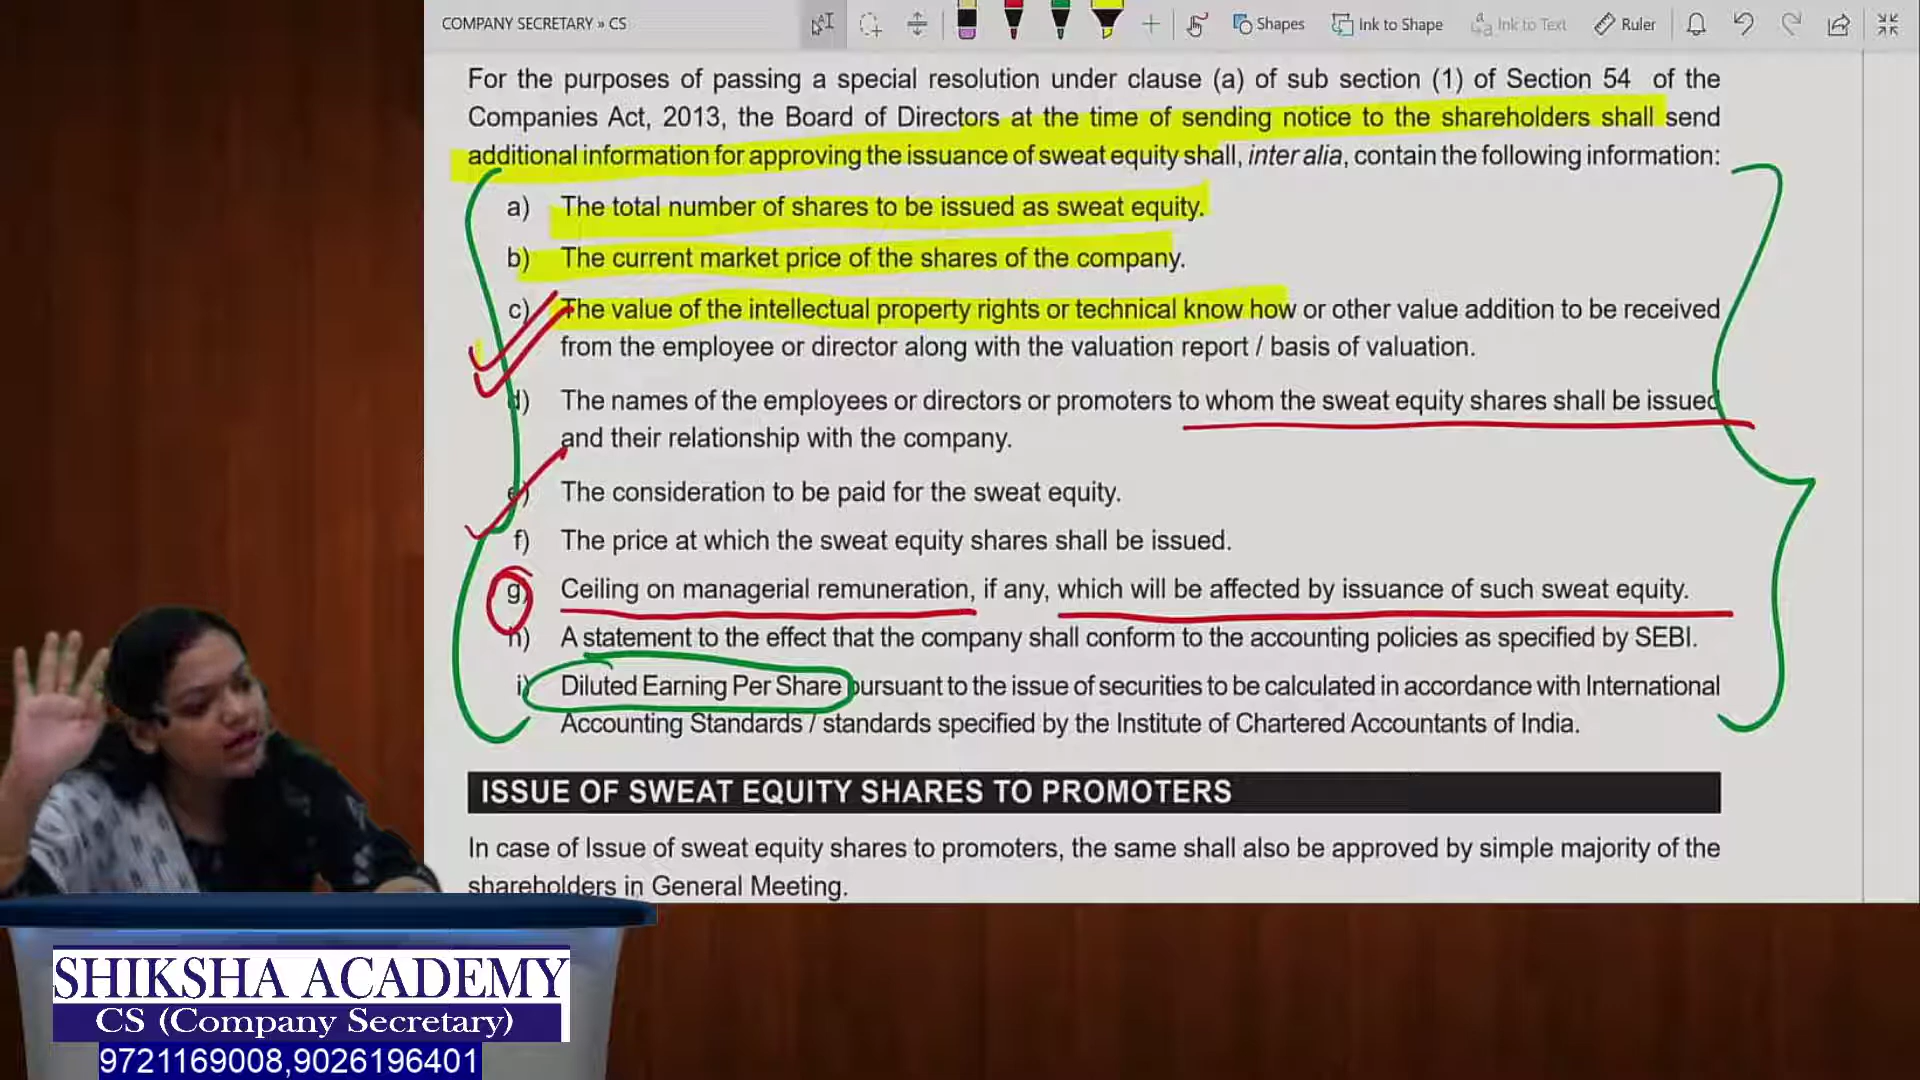 COMPANY SECRETARY » CS
Shapes
Ink to Shape
Ink to Text
Ruler
For the purposes of passing a special resolution under clause (a) of sub section (1) of Section 54 of the
Companies Act, 2013, the Board of Directors at the time of sending notice to the shareholders shall send
additional information for approving the issuance of sweat equity shall, inter alia, contain the following information:
a) The total number of shares to be issued as sweat equity.
b) The current market price of the shares of the company.
c) The value of the intellectual property rights or technical know how or other value addition to be received
from the employee or director along with the valuation report / basis of valuation.
d) The names of the employees or directors or promoters to whom the sweat equity shares shall be issued
and their relationship with the company.
e) The consideration to be paid for the sweat equity.
f) The price at which the sweat equity shares shall be issued.
g) Ceiling on managerial remuneration, if any, which will be affected by issuance of such sweat equity.
h) A statement to the effect that the company shall conform to the accounting policies as specified by SEBI.
i) Diluted Earning Per Share pursuant to the issue of securities to be calculated in accordance with International
Accounting Standards / standards specified by the Institute of Chartered Accountants of India.
ISSUE OF SWEAT EQUITY SHARES TO PROMOTERS
In case of Issue of sweat equity shares to promoters, the same shall also be approved by simple majority of the
shareholders in General Meeting.
SHIKSHA ACADEMY
CS (Company Secretary)
9721169008,9026196401